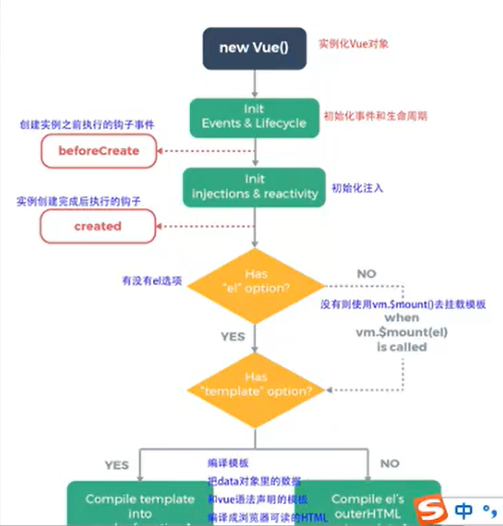 new Vue()
实例化Vue对象
Init
Events & Lifecycle
初始化事件和生命周期
创建实例之前执行的钩子事件
beforeCreate
Init
injections & reactivity
初始化注入
实例创建完成后执行的钩子
created
有没有el选项
Has
"el" option?
NO
没有则使用vm.$mount()去挂载模板
when
vm.$mount(el)
is called
YES
Has
"template" option?
YES
NO
编译模板
把data对象里的数据
和vue语法声明的模板
编译成浏览器可读的HTML
Compile template
into
Compile el's
outerHTML
中